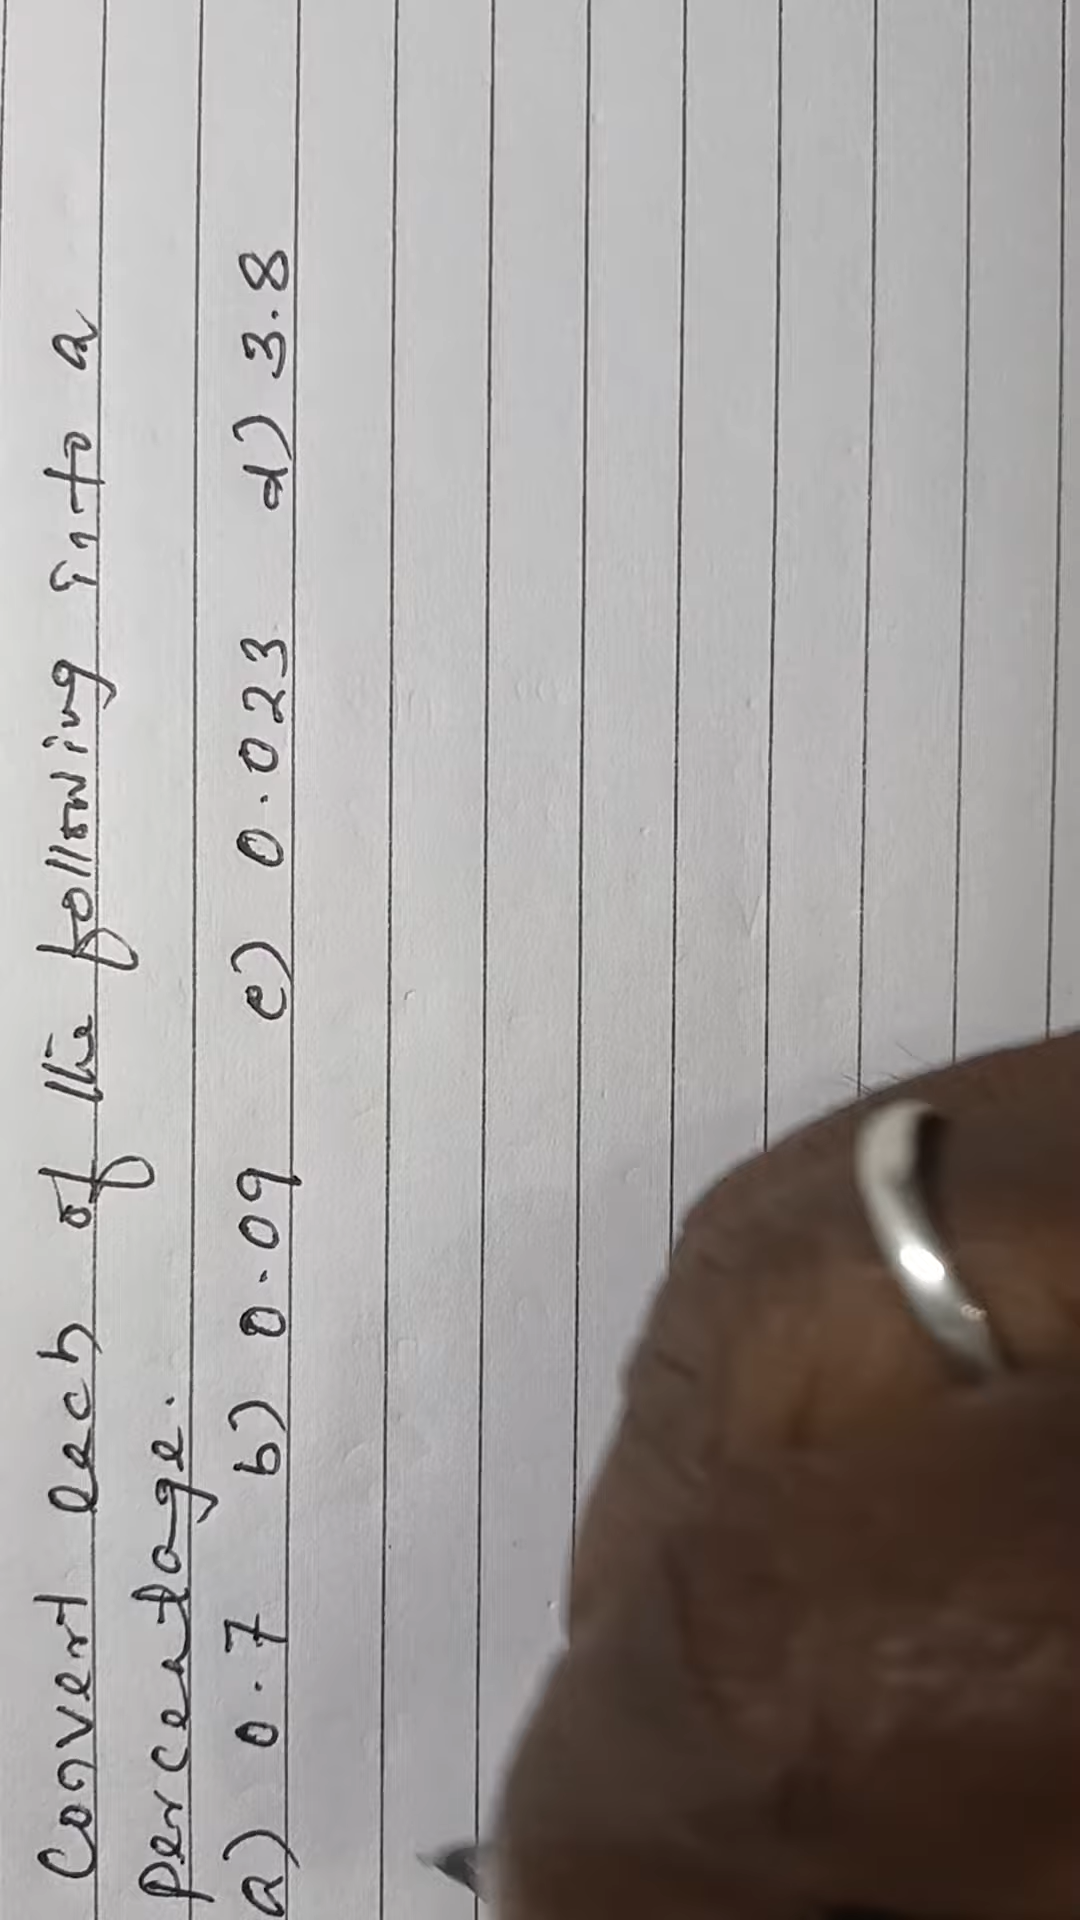 Convert each of the following into a
percentage.
a) 0.7 b) 0.09 c) 0.023 d) 3.8